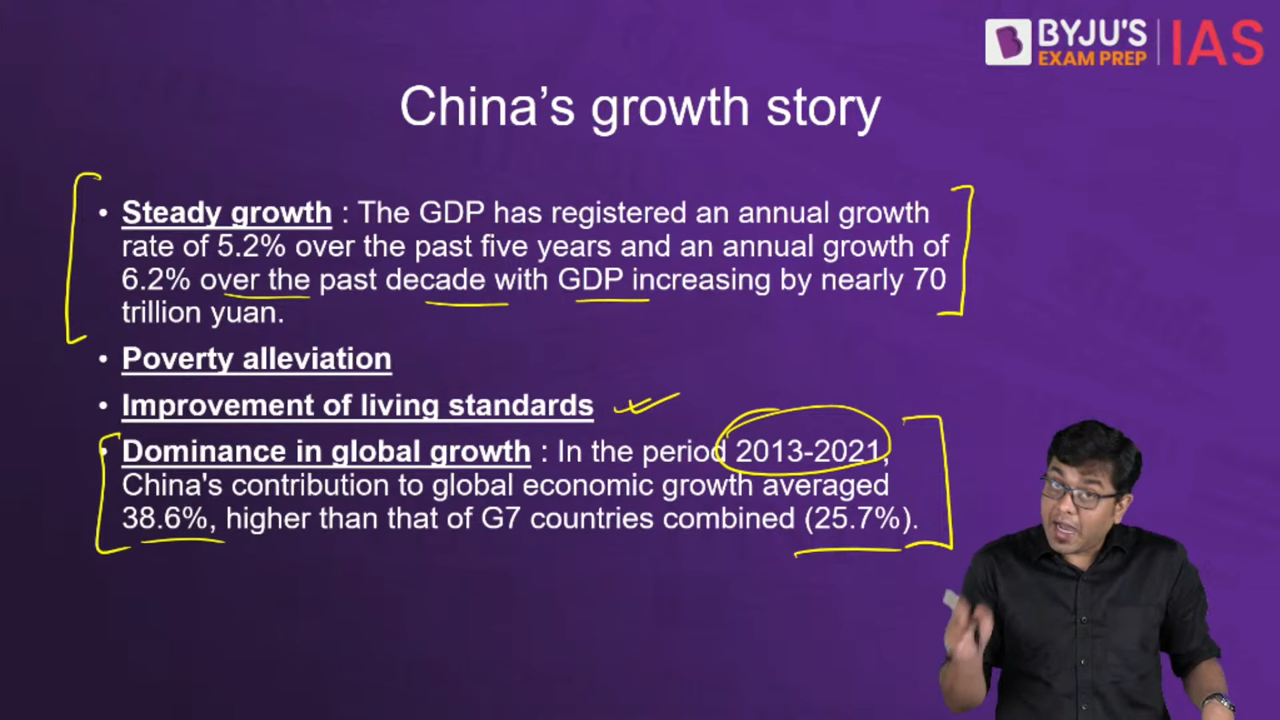 BYJU'S
EXAM PREP
IAS
China's growth story
• Steady growth : The GDP has registered an annual growth
rate of 5.2% over the past five years and an annual growth of
6.2% over the past decade with GDP increasing by nearly 70
trillion yuan.
• Poverty alleviation
• Improvement of living standards
• Dominance in global growth : In the period 2013-2021,
China's contribution to global economic growth averaged
38.6%, higher than that of G7 countries combined (25.7%).